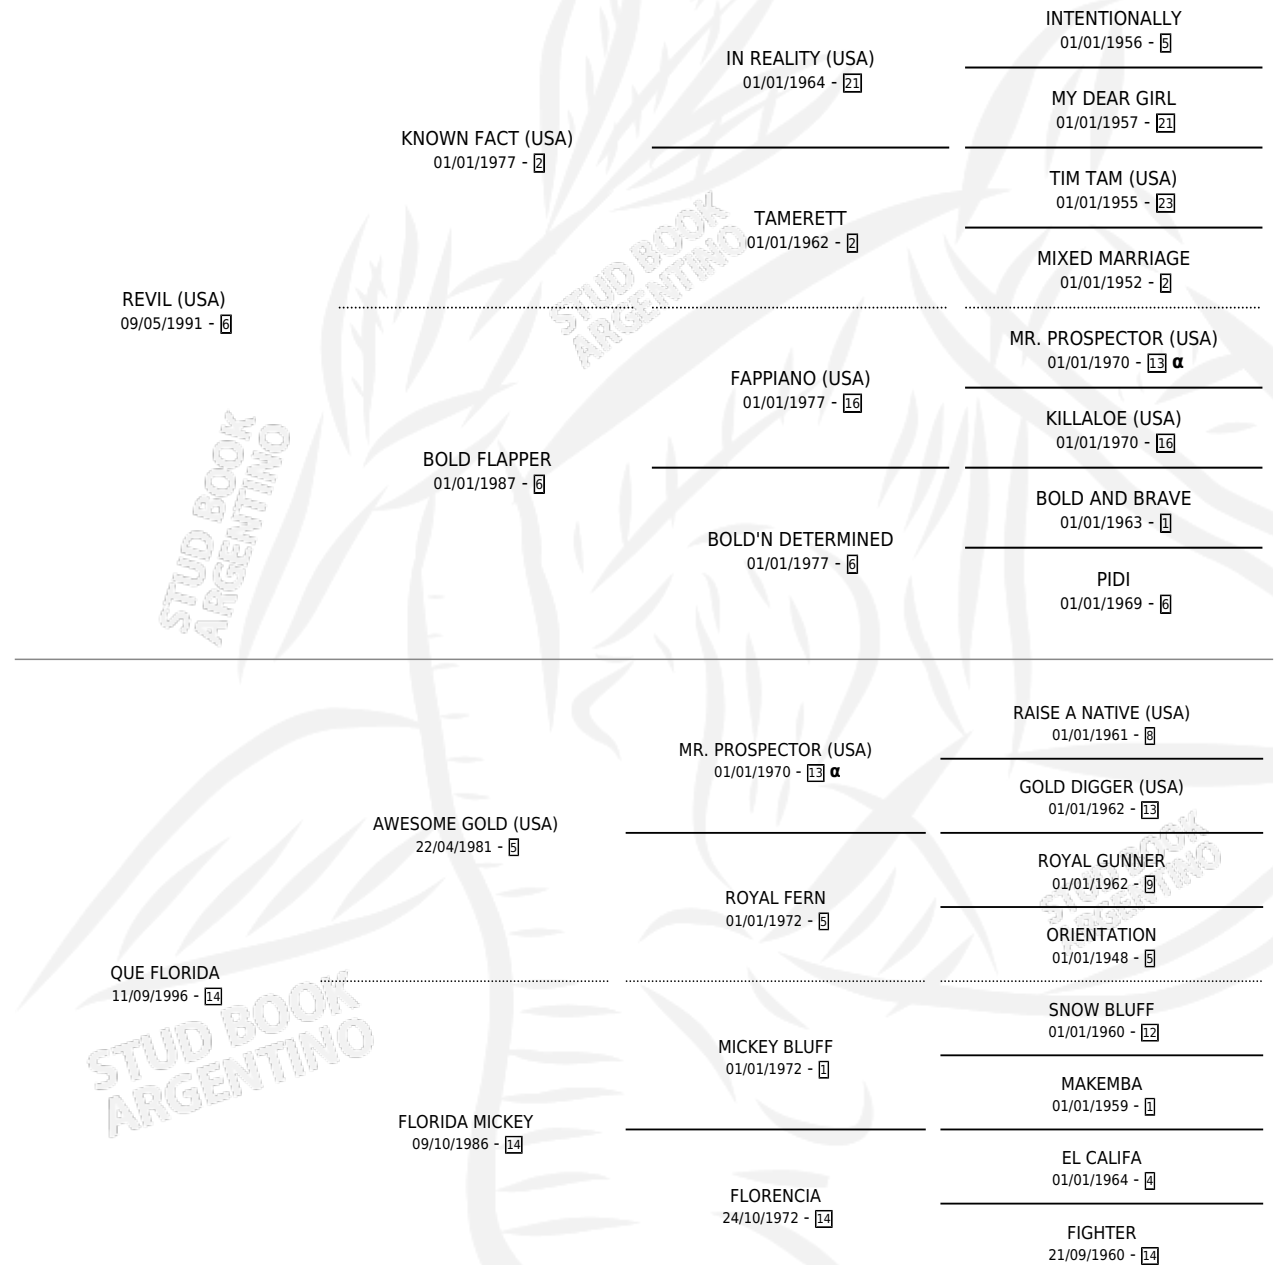 INTENTIONALLY
01/01/1956 - 5
IN REALITY (USA)
01/01/1964 - 21
MY DEAR GIRL
01/01/1957 - 21
KNOWN FACT (USA)
01/01/1977 - 2
TIM TAM (USA)
01/01/1955 - 23
TAMERETT
01/01/1962 - 2
MIXED MARRIAGE
01/01/1952 - 2
REVIL (USA)
09/05/1991 - 6
MR. PROSPECTOR (USA)
01/01/1970 - 13 α
FAPPIANO (USA)
01/01/1977 - 16
KILLALOE (USA)
01/01/1970 - 16
BOLD FLAPPER
01/01/1987 - 6
BOLD AND BRAVE
01/01/1963 - 1
BOLD'N DETERMINED
01/01/1977 - 6
PIDI
01/01/1969 - 6
RAISE A NATIVE (USA)
01/01/1961 - 8
MR. PROSPECTOR (USA)
01/01/1970 - 13 α
GOLD DIGGER (USA)
01/01/1962 - 13
AWESOME GOLD (USA)
22/04/1981 - 5
ROYAL GUNNER
01/01/1962 - 9
ROYAL FERN
01/01/1972 - 5
ORIENTATION
01/01/1948 - 5
QUE FLORIDA
11/09/1996 - 14
SNOW BLUFF
01/01/1960 - 12
MICKEY BLUFF
01/01/1972 - 1
MAKEMBA
01/01/1959 - 1
FLORIDA MICKEY
09/10/1986 - 14
EL CALIFA
01/01/1964 - 4
FLORENCIA
24/10/1972 - 14
FIGHTER
21/09/1960 - 14
STUD BOOK
ARGENTINO
STUD BOOK
ARGENTINO
STUD BOOK
ARGENTINO
STUD BOOK
ARGENTINO